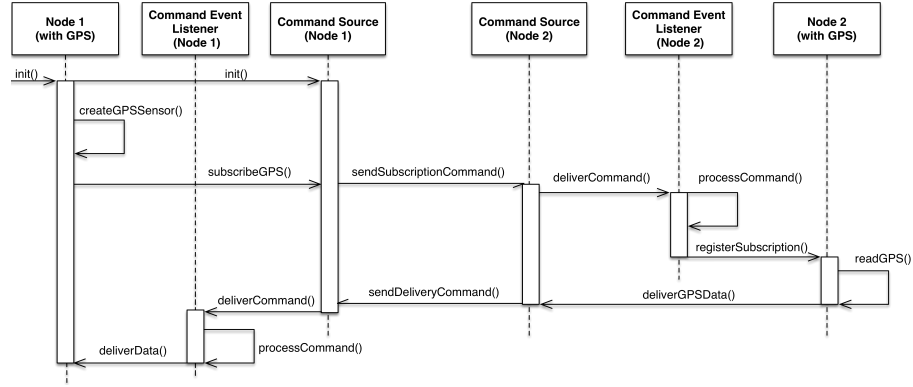 Node 1
(with GPS)
Command Event
Listener
(Node 1)
Command Source
(Node 1)
Command Source
(Node 2)
Command Event
Listener
(Node 2)
Node 2
(with GPS)
init()
init()
createGPSSensor()
subscribeGPS()
sendSubscriptionCommand()
deliverCommand()
processCommand()
registerSubscription()
readGPS()
deliverGPSData()
sendDeliveryCommand()
deliverCommand()
processCommand()
deliverData()